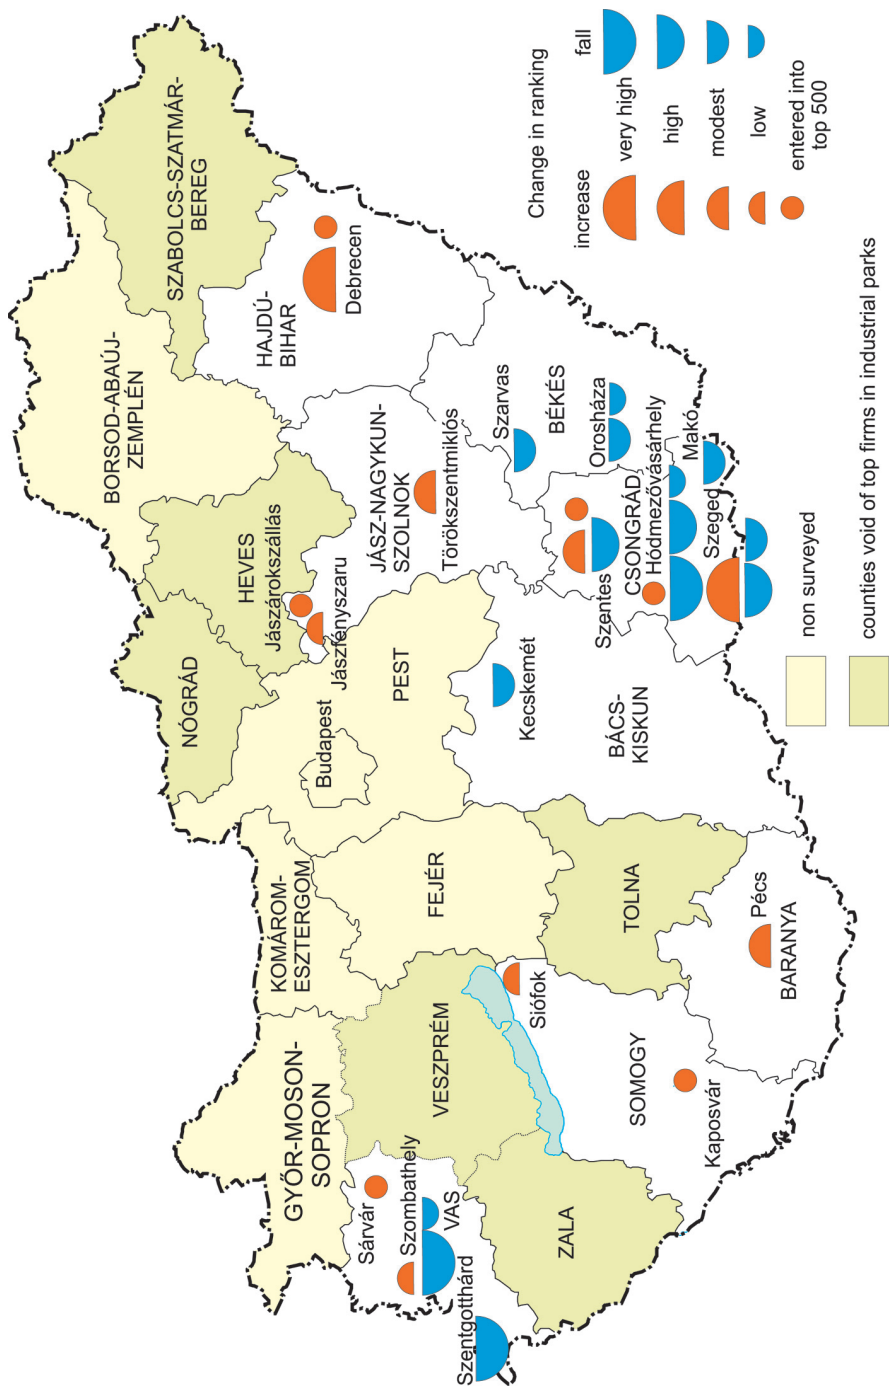 SZABOLCS-SZATMÁR-
BEREG
BORSOD-ABAÚJ-
ZEMPLÉN
NÓGRÁD
HEVES
Jászárokszállás
Jászfényszaru
HAJDÚ-
BIHAR
Debrecen
KOMÁROM-
ESZTERGOM
GYŐR-MOSON-
SOPRON
Budapest
PEST
JÁSZ-NAGYKUN-
SZOLNOK
Törökszentmiklós
FEJÉR
VESZPRÉM
Sárvár
Szombathely
VAS
Szentgotthárd
Siófok
ZALA
SOMOGY
Kaposvár
TOLNA
Pécs
BARANYA
Kecskemét
BÁCS-
KISKUN
Szarvas
BÉKÉS
Orosháza
Szentes
CSONGRÁD
Hódmezővásárhely
Makó
Szeged
non surveyed
counties void of top firms in industrial parks
Change in ranking
increase
fall
very high
high
modest
low
entered into
top 500